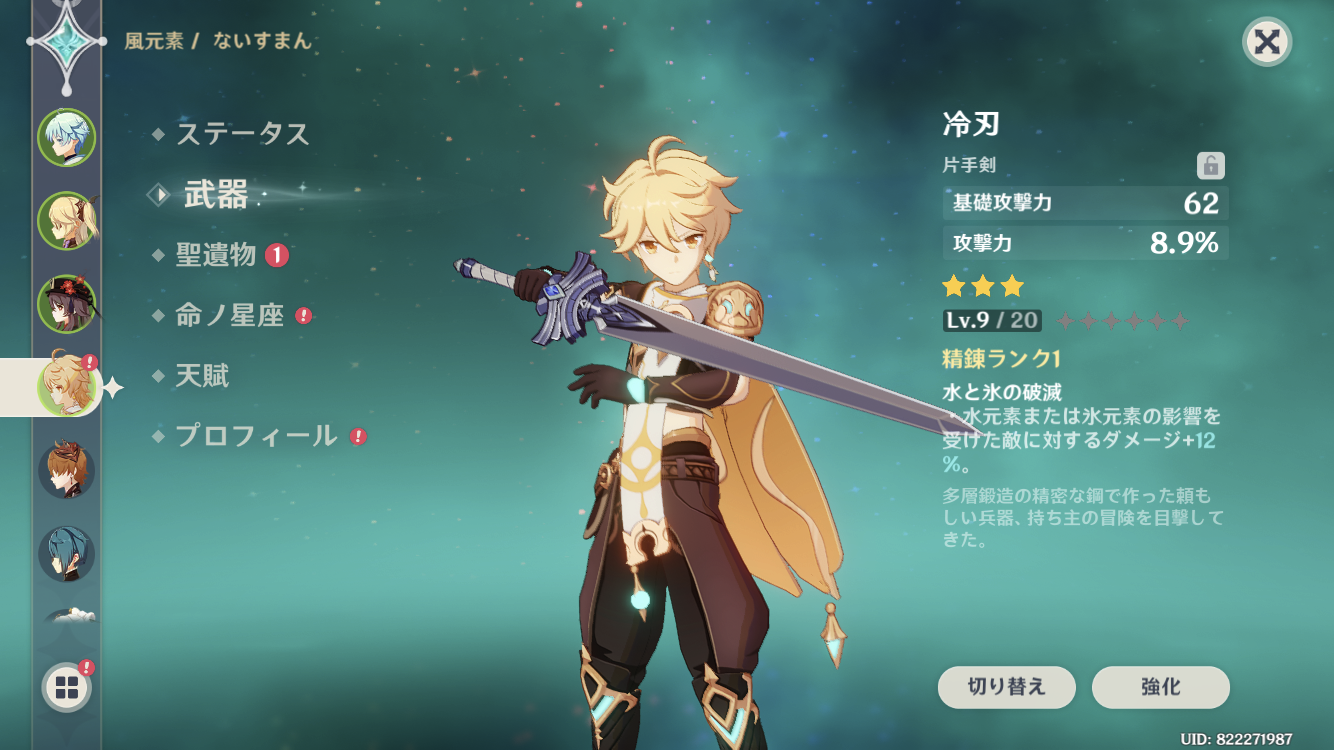 風元素 / ないすまん
ステータス
武器
聖遺物 1
命ノ星座 !
天賦
プロフィール !
!
!
冷刃
片手剣
基礎攻撃力 62
攻撃力 8.9%
Lv.9 / 20
精錬ランク1
水と氷の破滅
・水元素または氷元素の影響を
受けた敵に対するダメージ+12
%。
多層鍛造の精密な鋼で作った頼も
しい兵器、持ち主の冒険を目撃して
きた。
切り替え
強化
UID: 822271987